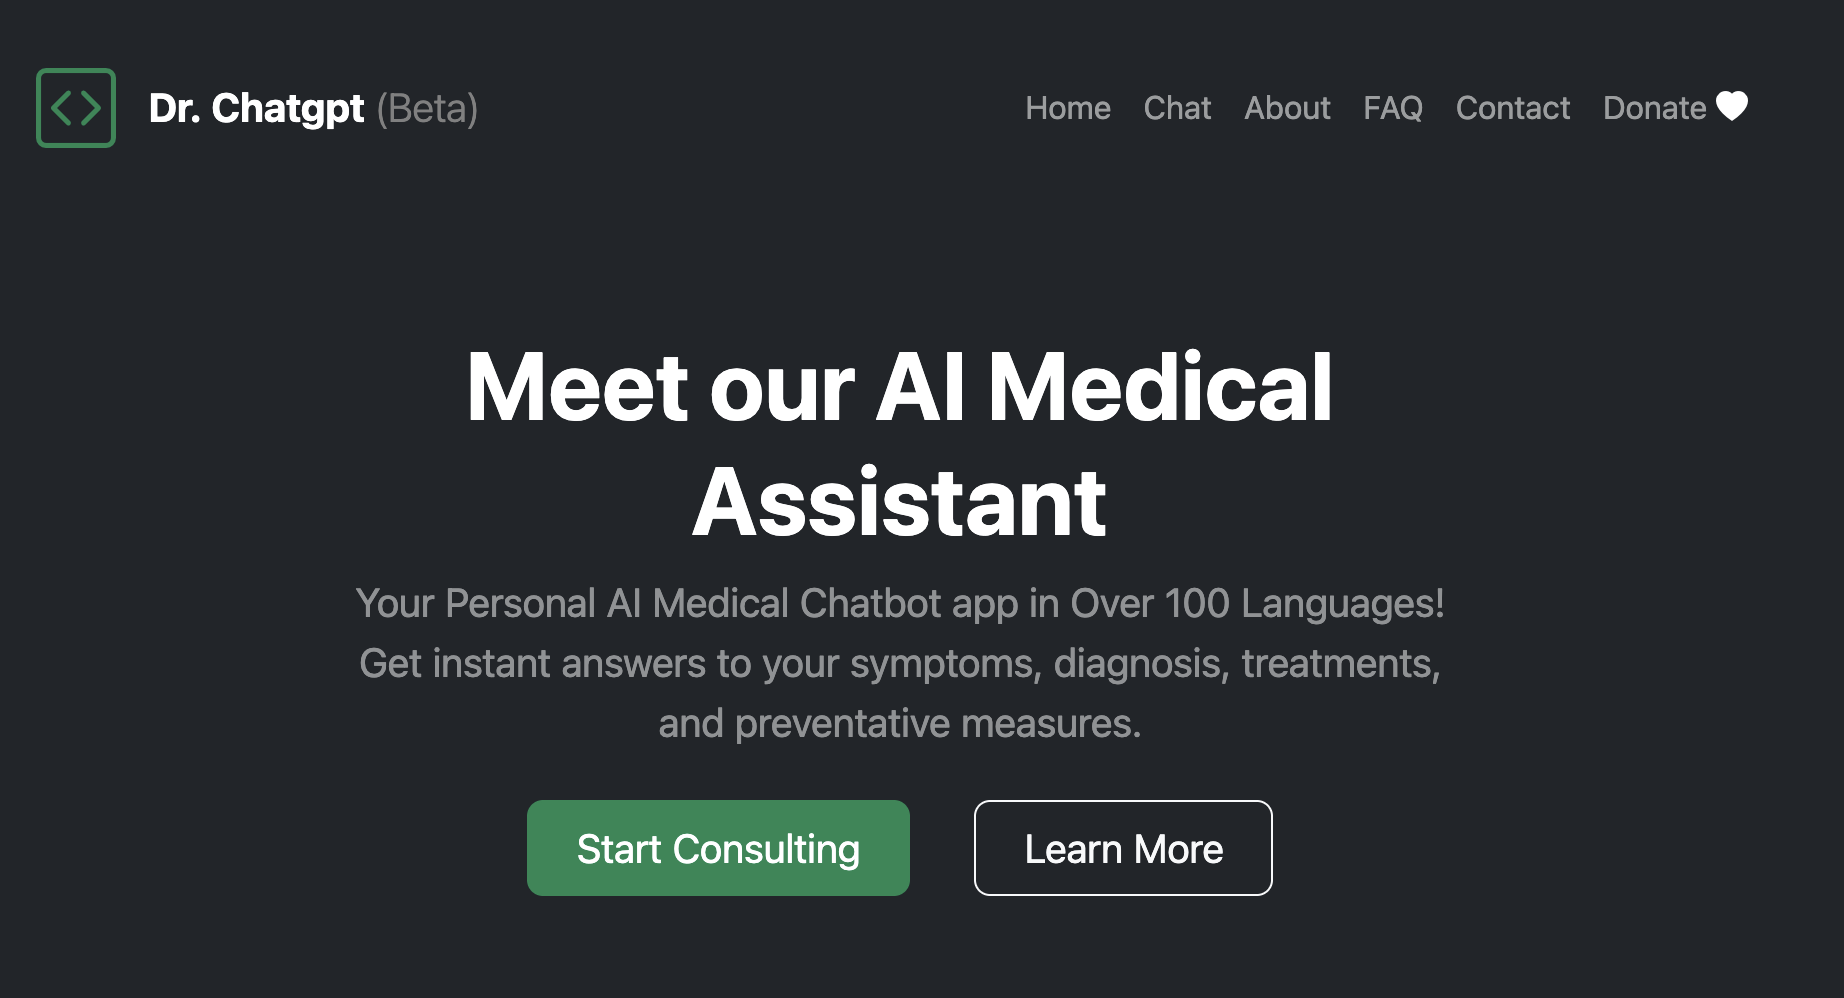 Dr. Chatgpt (Beta)
Home Chat About FAQ Contact Donate
Meet our AI Medical
Assistant
Your Personal AI Medical Chatbot app in Over 100 Languages!
Get instant answers to your symptoms, diagnosis, treatments,
and preventative measures.
Start Consulting
Learn More